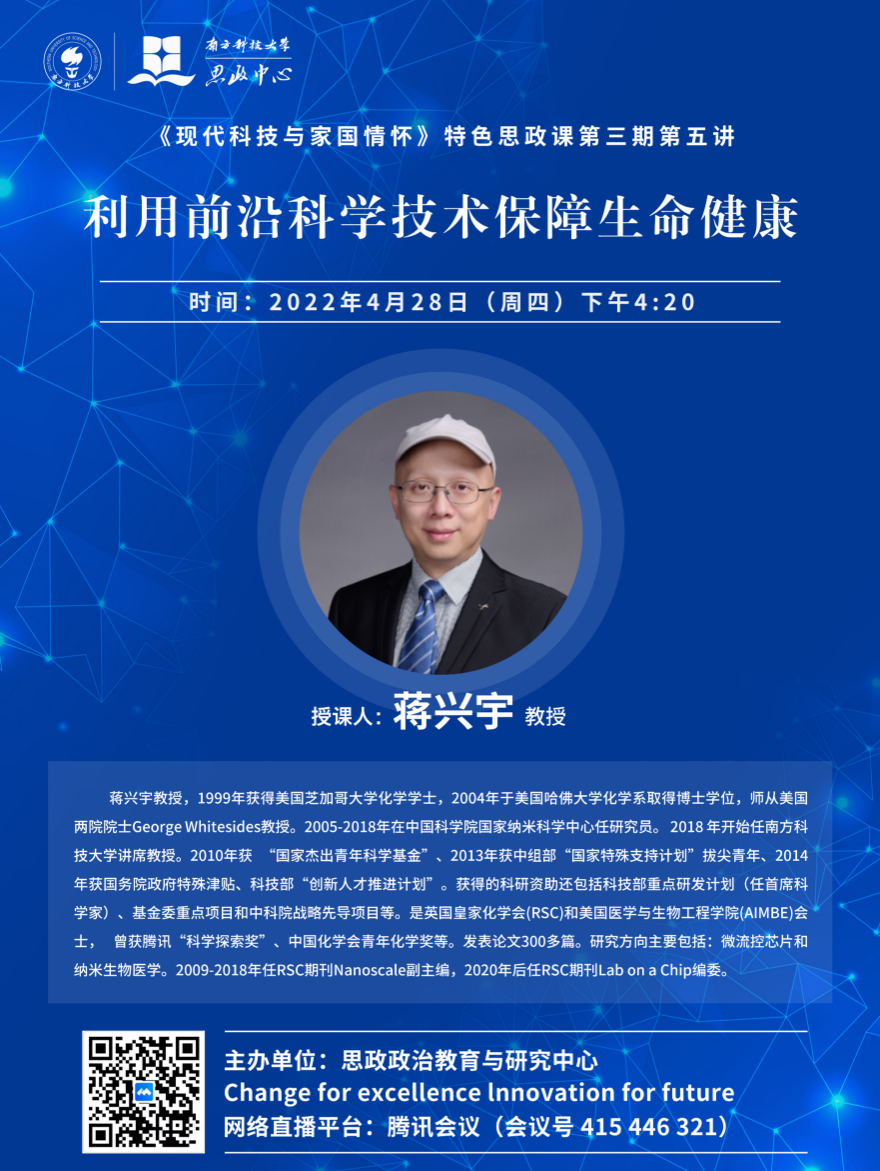 南方科技大学
思政中心
SOUTHERN UNIVERSITY OF SCIENCE AND TECHNOLOGY
南方科技大学
《现代科技与家国情怀》特色思政课第三期第五讲
利用前沿科学技术保障生命健康
时间：2022年4月28日（周四）下午4:20
授课人：蒋兴宇 教授
蒋兴宇教授，1999年获得美国芝加哥大学化学学士，2004年于美国哈佛大学化学系取得博士学位，师从美国
两院院士George Whitesides教授。2005-2018年在中国科学院国家纳米科学中心任研究员。 2018 年开始任南方科
技大学讲席教授。2010年获 “国家杰出青年科学基金”、2013年获中组部“国家特殊支持计划”拔尖青年、2014
年获国务院政府特殊津贴、科技部“创新人才推进计划”。获得的科研资助还包括科技部重点研发计划（任首席科
学家）、基金委重点项目和中科院战略先导项目等。是英国皇家化学会(RSC)和美国医学与生物工程学院(AIMBE)会
士， 曾获腾讯“科学探索奖”、中国化学会青年化学奖等。发表论文300多篇。研究方向主要包括：微流控芯片和
纳米生物医学。2009-2018年任RSC期刊Nanoscale副主编，2020年后任RSC期刊Lab on a Chip编委。
主办单位：思政政治教育与研究中心
Change for excellence lnnovation for future
网络直播平台：腾讯会议（会议号 415 446 321）